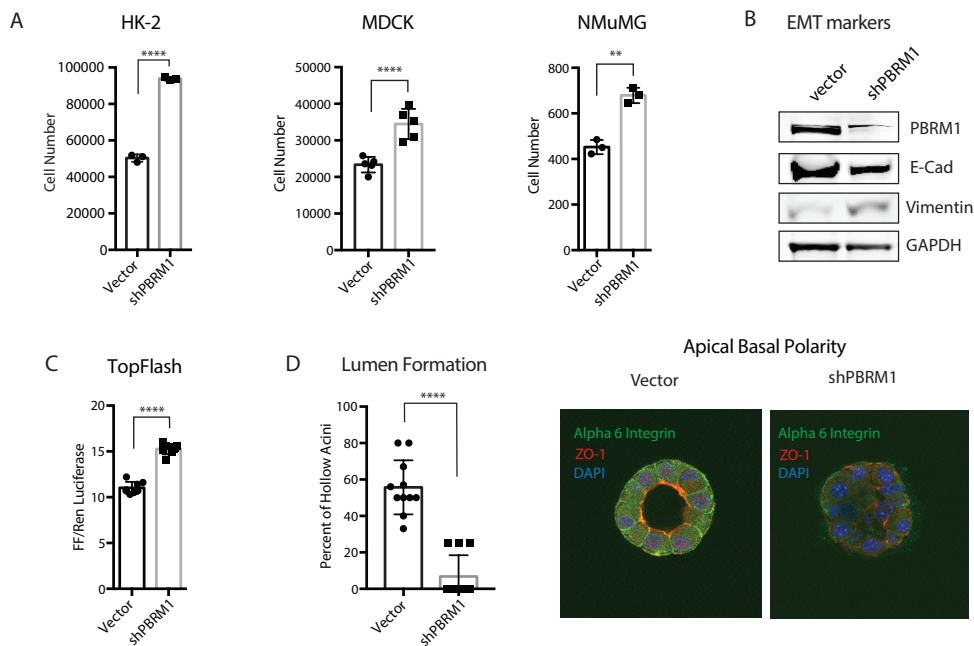 A
HK-2
****
Cell Number
100000
80000
60000
40000
20000
0
Vector
shPBRM1
MDCK
****
Cell Number
50000
40000
30000
20000
10000
0
Vector
shPBRM1
NMuMG
**
Cell Number
800
600
400
200
0
Vector
shPBRM1
B
EMT markers
vector
shPBRM1
PBRM1
E-Cad
Vimentin
GAPDH
C
TopFlash
****
FF/Ren Luciferase
20
15
10
5
0
Vector
shPBRM1
D
Lumen Formation
****
Percent of Hollow Acini
100
80
60
40
20
0
Vector
shPBRM1
Apical Basal Polarity
Vector
shPBRM1
Alpha 6 Integrin
ZO-1
DAPI
Alpha 6 Integrin
ZO-1
DAPI